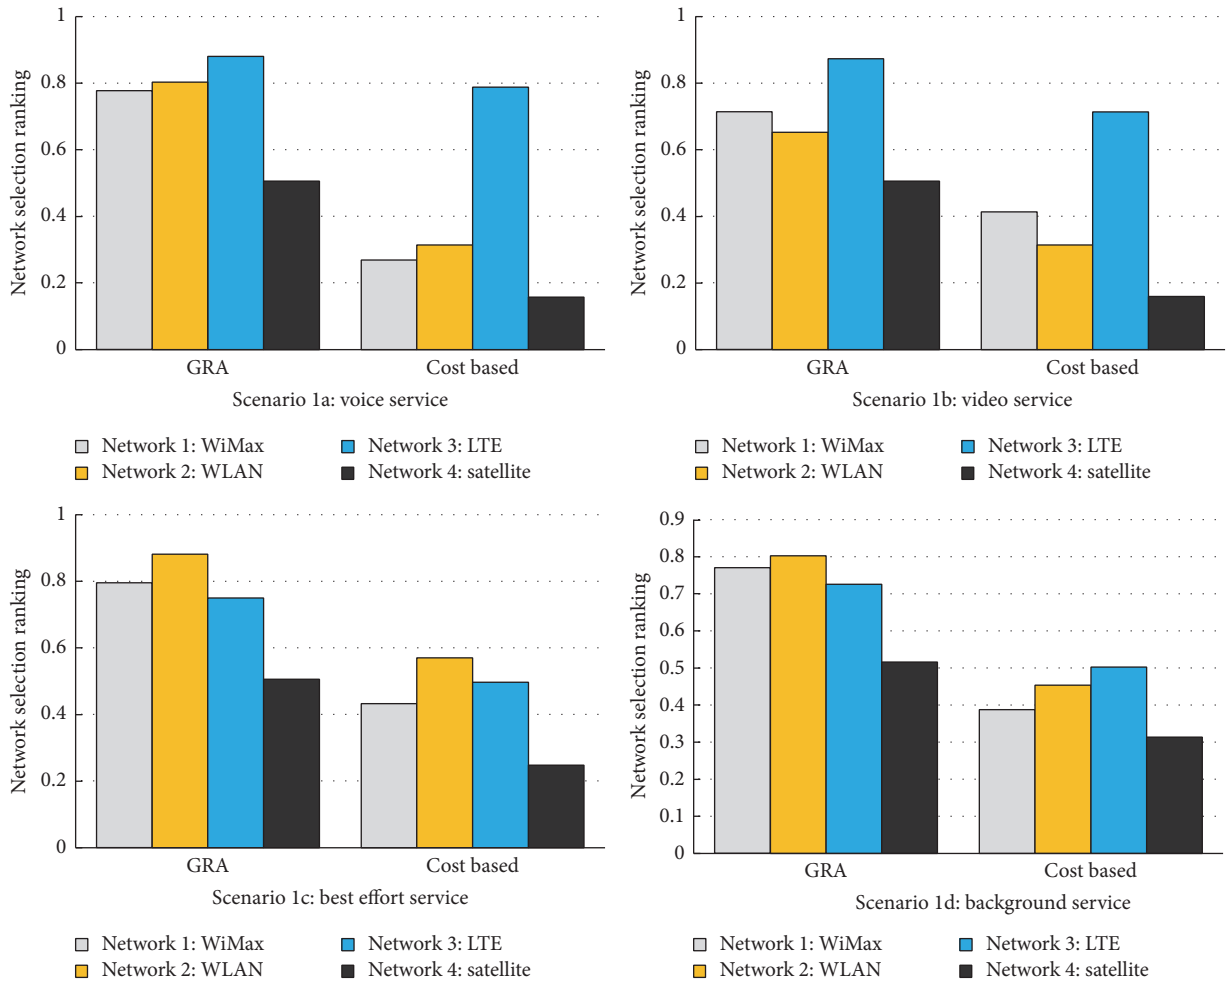 Network selection ranking
1
0.8
0.6
0.4
0.2
0
GRA Cost based
Scenario 1a: voice service
Network 1: WiMax Network 3: LTE
Network 2: WLAN Network 4: satellite
Network selection ranking
1
0.8
0.6
0.4
0.2
0
GRA Cost based
Scenario 1b: video service
Network 1: WiMax Network 3: LTE
Network 2: WLAN Network 4: satellite
Network selection ranking
1
0.8
0.6
0.4
0.2
0
GRA Cost based
Scenario 1c: best effort service
Network 1: WiMax Network 3: LTE
Network 2: WLAN Network 4: satellite
Network selection ranking
0.9
0.8
0.7
0.6
0.5
0.4
0.3
0.2
0.1
0
GRA Cost based
Scenario 1d: background service
Network 1: WiMax Network 3: LTE
Network 2: WLAN Network 4: satellite